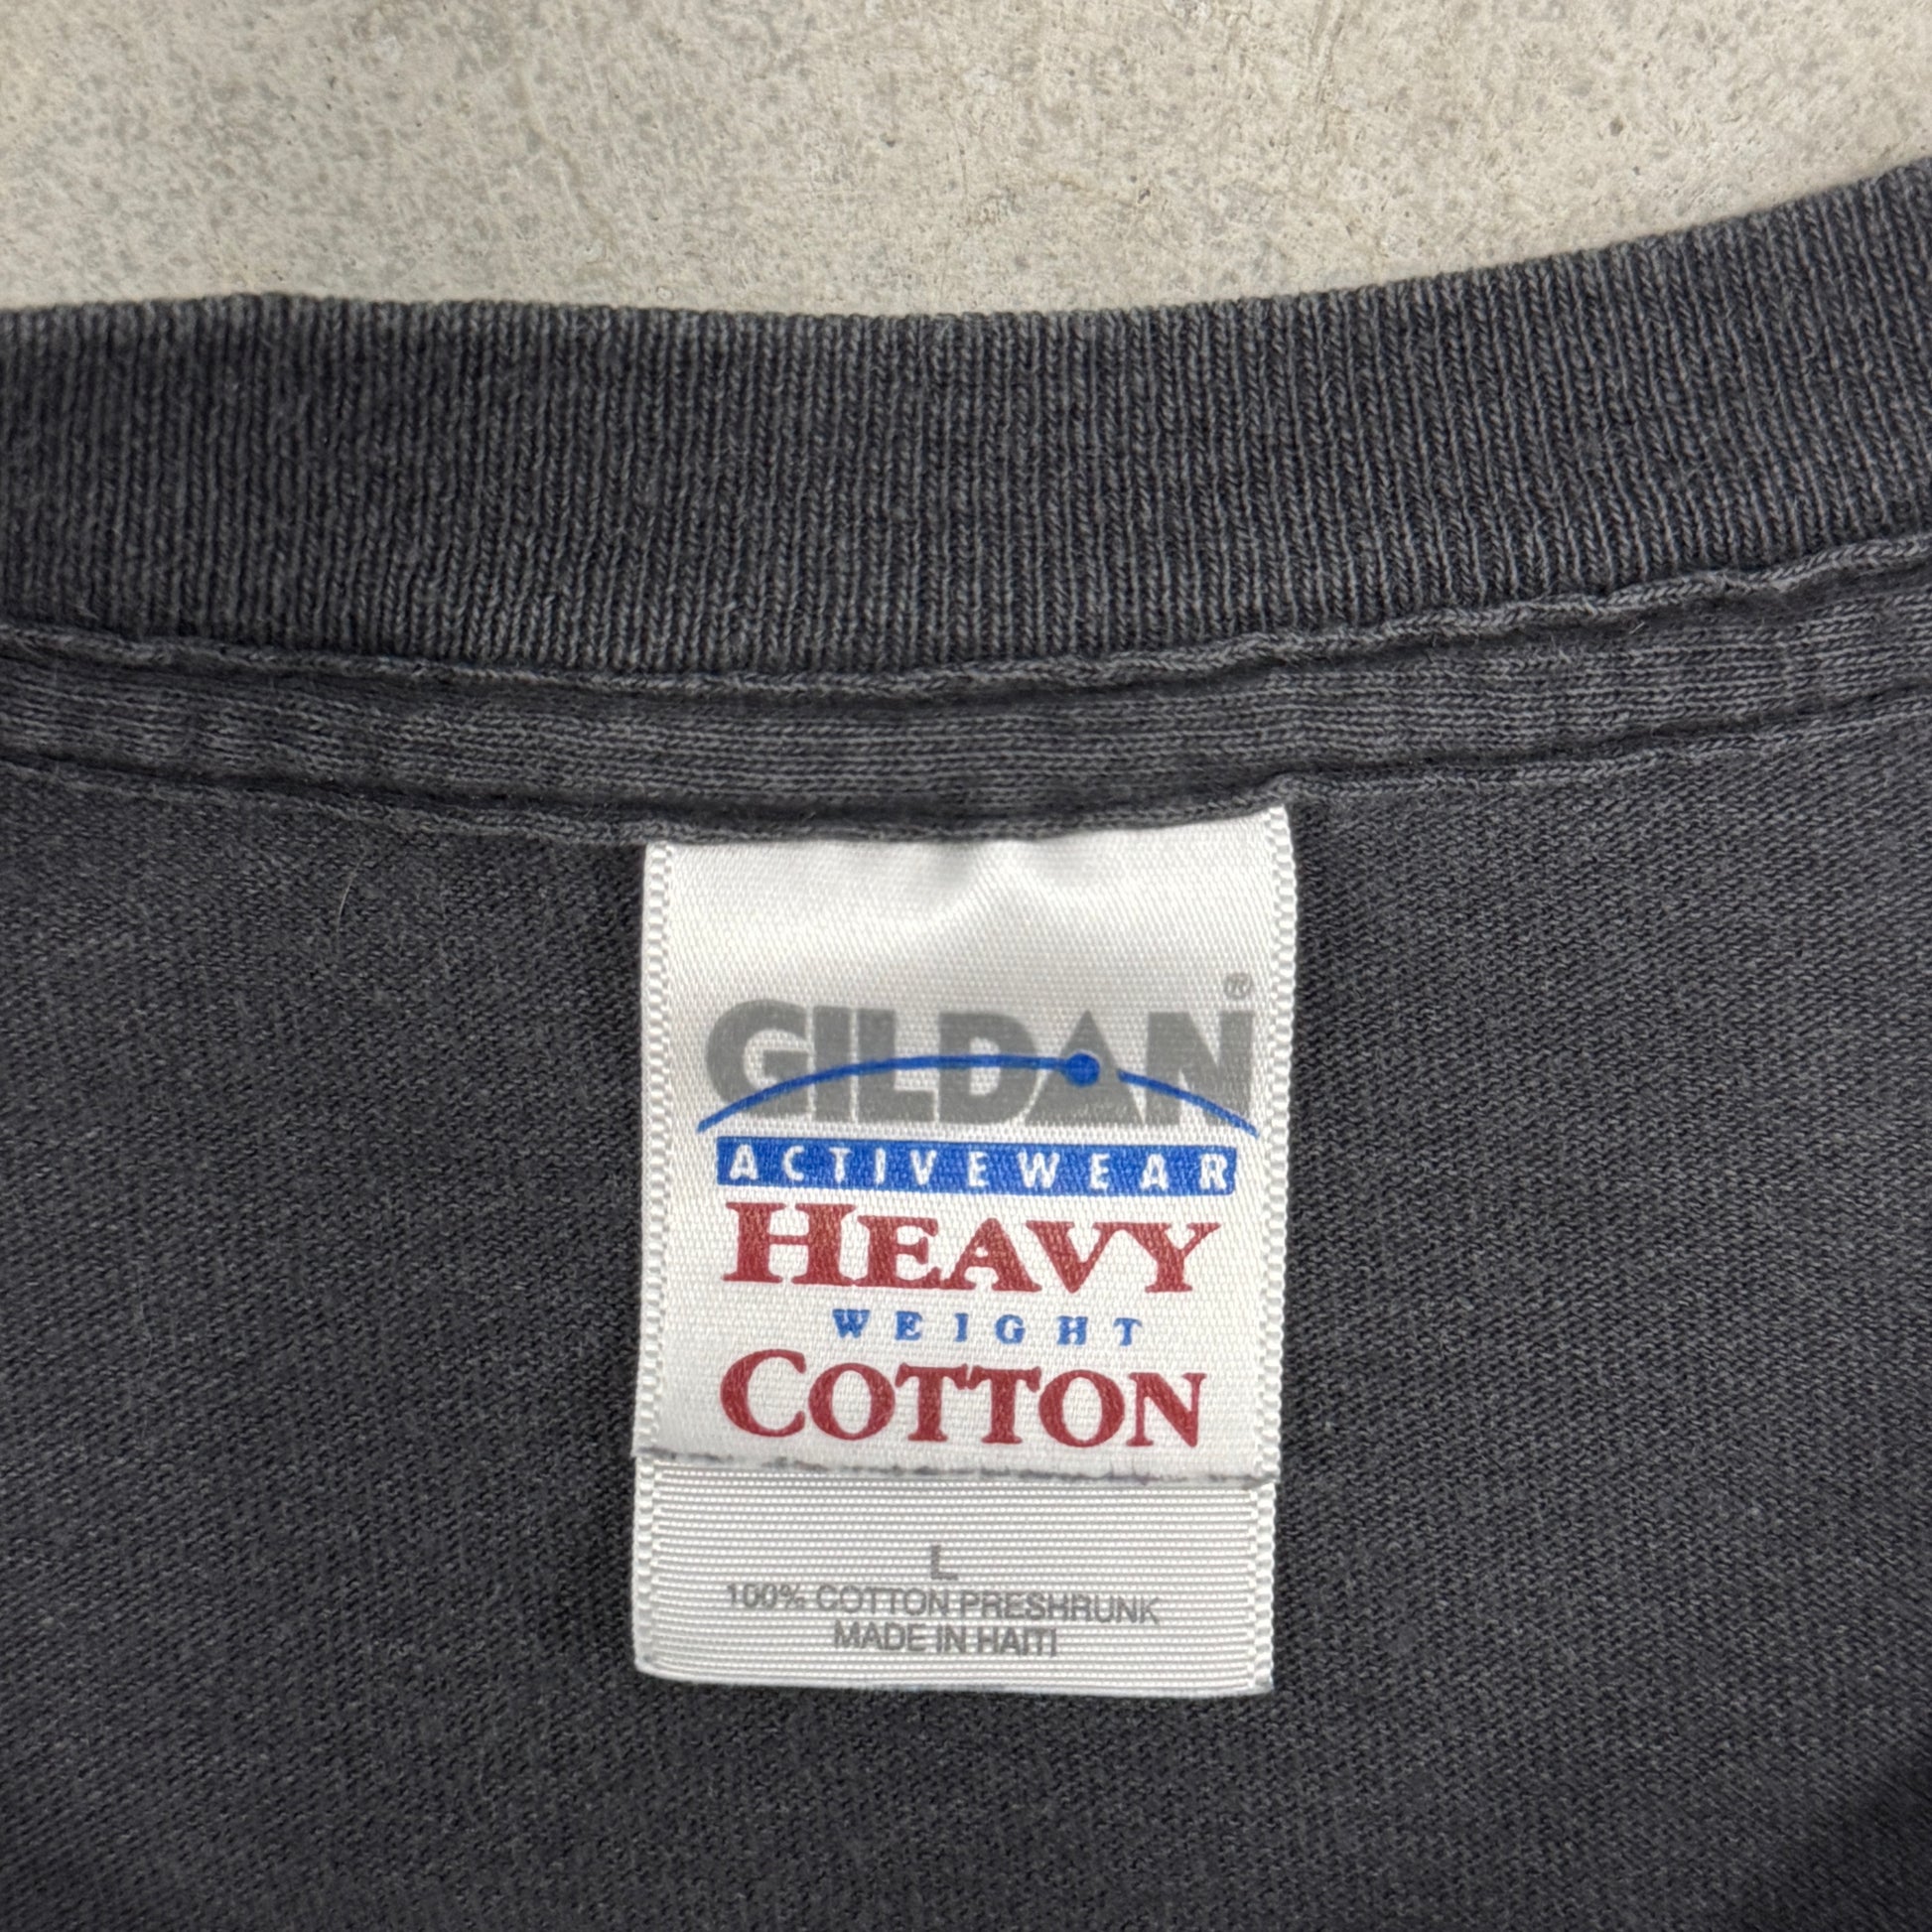 GILDAN®
ACTIVEWEAR
HEAVY
WEIGHT
COTTON
L
100% COTTON PRESHRUNK
MADE IN HAITI